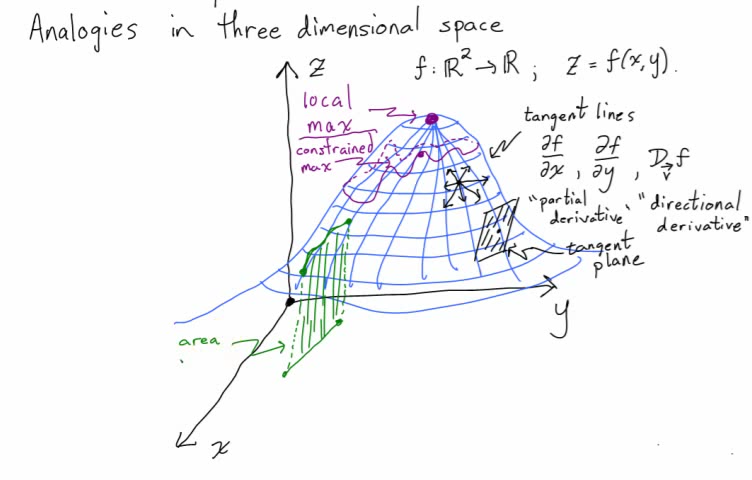 Analogies in three dimensional space
z
f : ℝ² → ℝ ; z = f(x,y).
local
max
constrained
max
tangent lines
∂f/∂x , ∂f/∂y , D_v⃗ f
"partial
derivative"
"directional
derivative"
tangent
plane
y
area
x